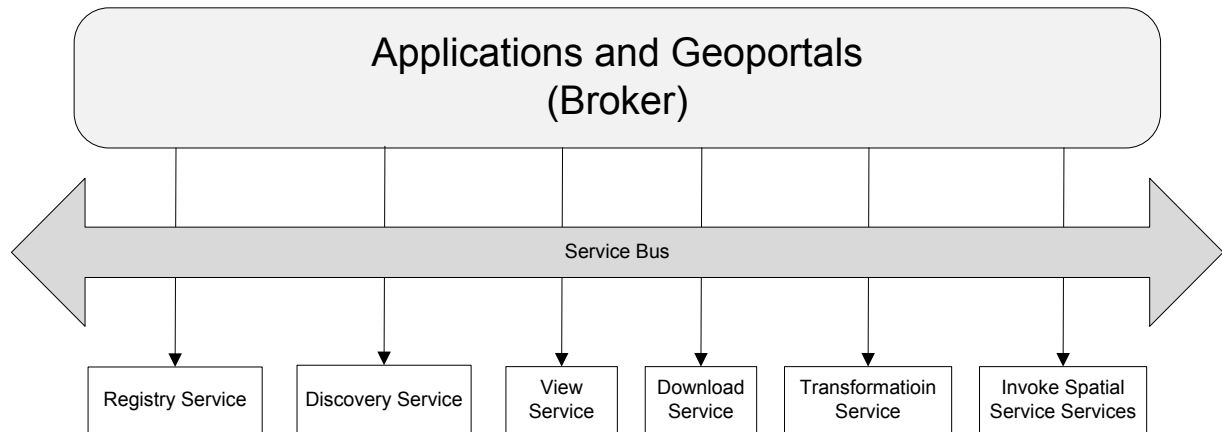 Applications and Geoportals
(Broker)
Service Bus
Registry Service
Discovery Service
View
Service
Download
Service
Transformatioin
Service
Invoke Spatial
Service Services